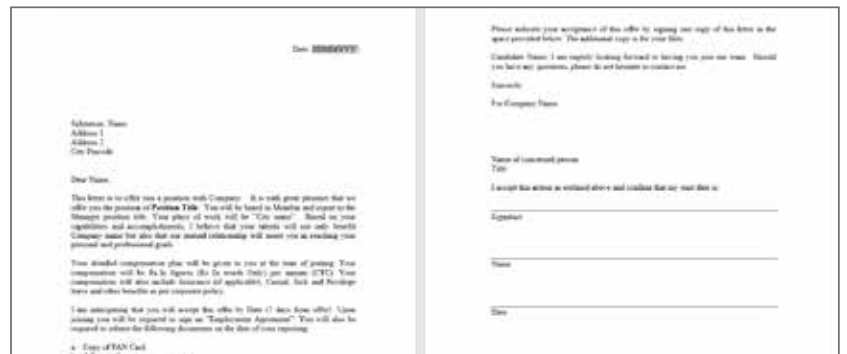 Date:
Salutation, Name
Address 1
Address 2
City Pincode
Dear Name,
This letter is to offer you a position with Company. It is with great pleasure that we
offer you the position of Position Title. You will be based in Mumbai and report to the
Manager position title. Your place of work will be "City name". Based on your
capabilities and accomplishments, I believe that your talents will not only benefit
Company name but also that our mutual relationship will assist you in reaching your
personal and professional goals.
Your detailed compensation plan will be given to you at the time of joining. Your
compensation will be Rs.In figures (Rs In words Only) per annum (CTC). Your
compensation will also include Insurance (if applicable), Casual, Sick and Privilege
leave and other benefits as per corporate policy.
I am anticipating that you will accept this offer by Date (7 days from offer). Upon
joining you will be required to sign an "Employment Agreement". You will also be
required to submit the following documents on the date of your reporting:
a. Copy of PAN Card
Please indicate your acceptance of this offer by signing one copy of this letter in the
space provided below. The additional copy is for your files.
Candidate Name, I am eagerly looking forward to having you join our team. Should
you have any questions, please do not hesitate to contact me.
Sincerely
For Company Name
Name of concerned person
Title
I accept this action as outlined above and confirm that my start date is:
Signature
Name
Date